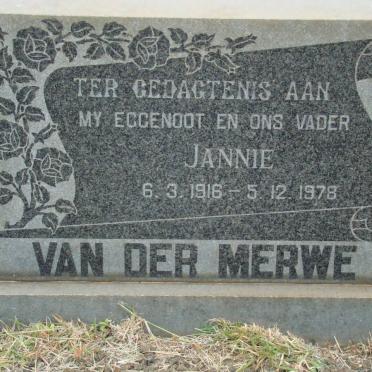 TER GEDAGTENIS AAN
MY EGGENOOT EN ONS VADER
JANNIE
6. 3. 1916 – 5. 12. 1978
VAN DER MERWE